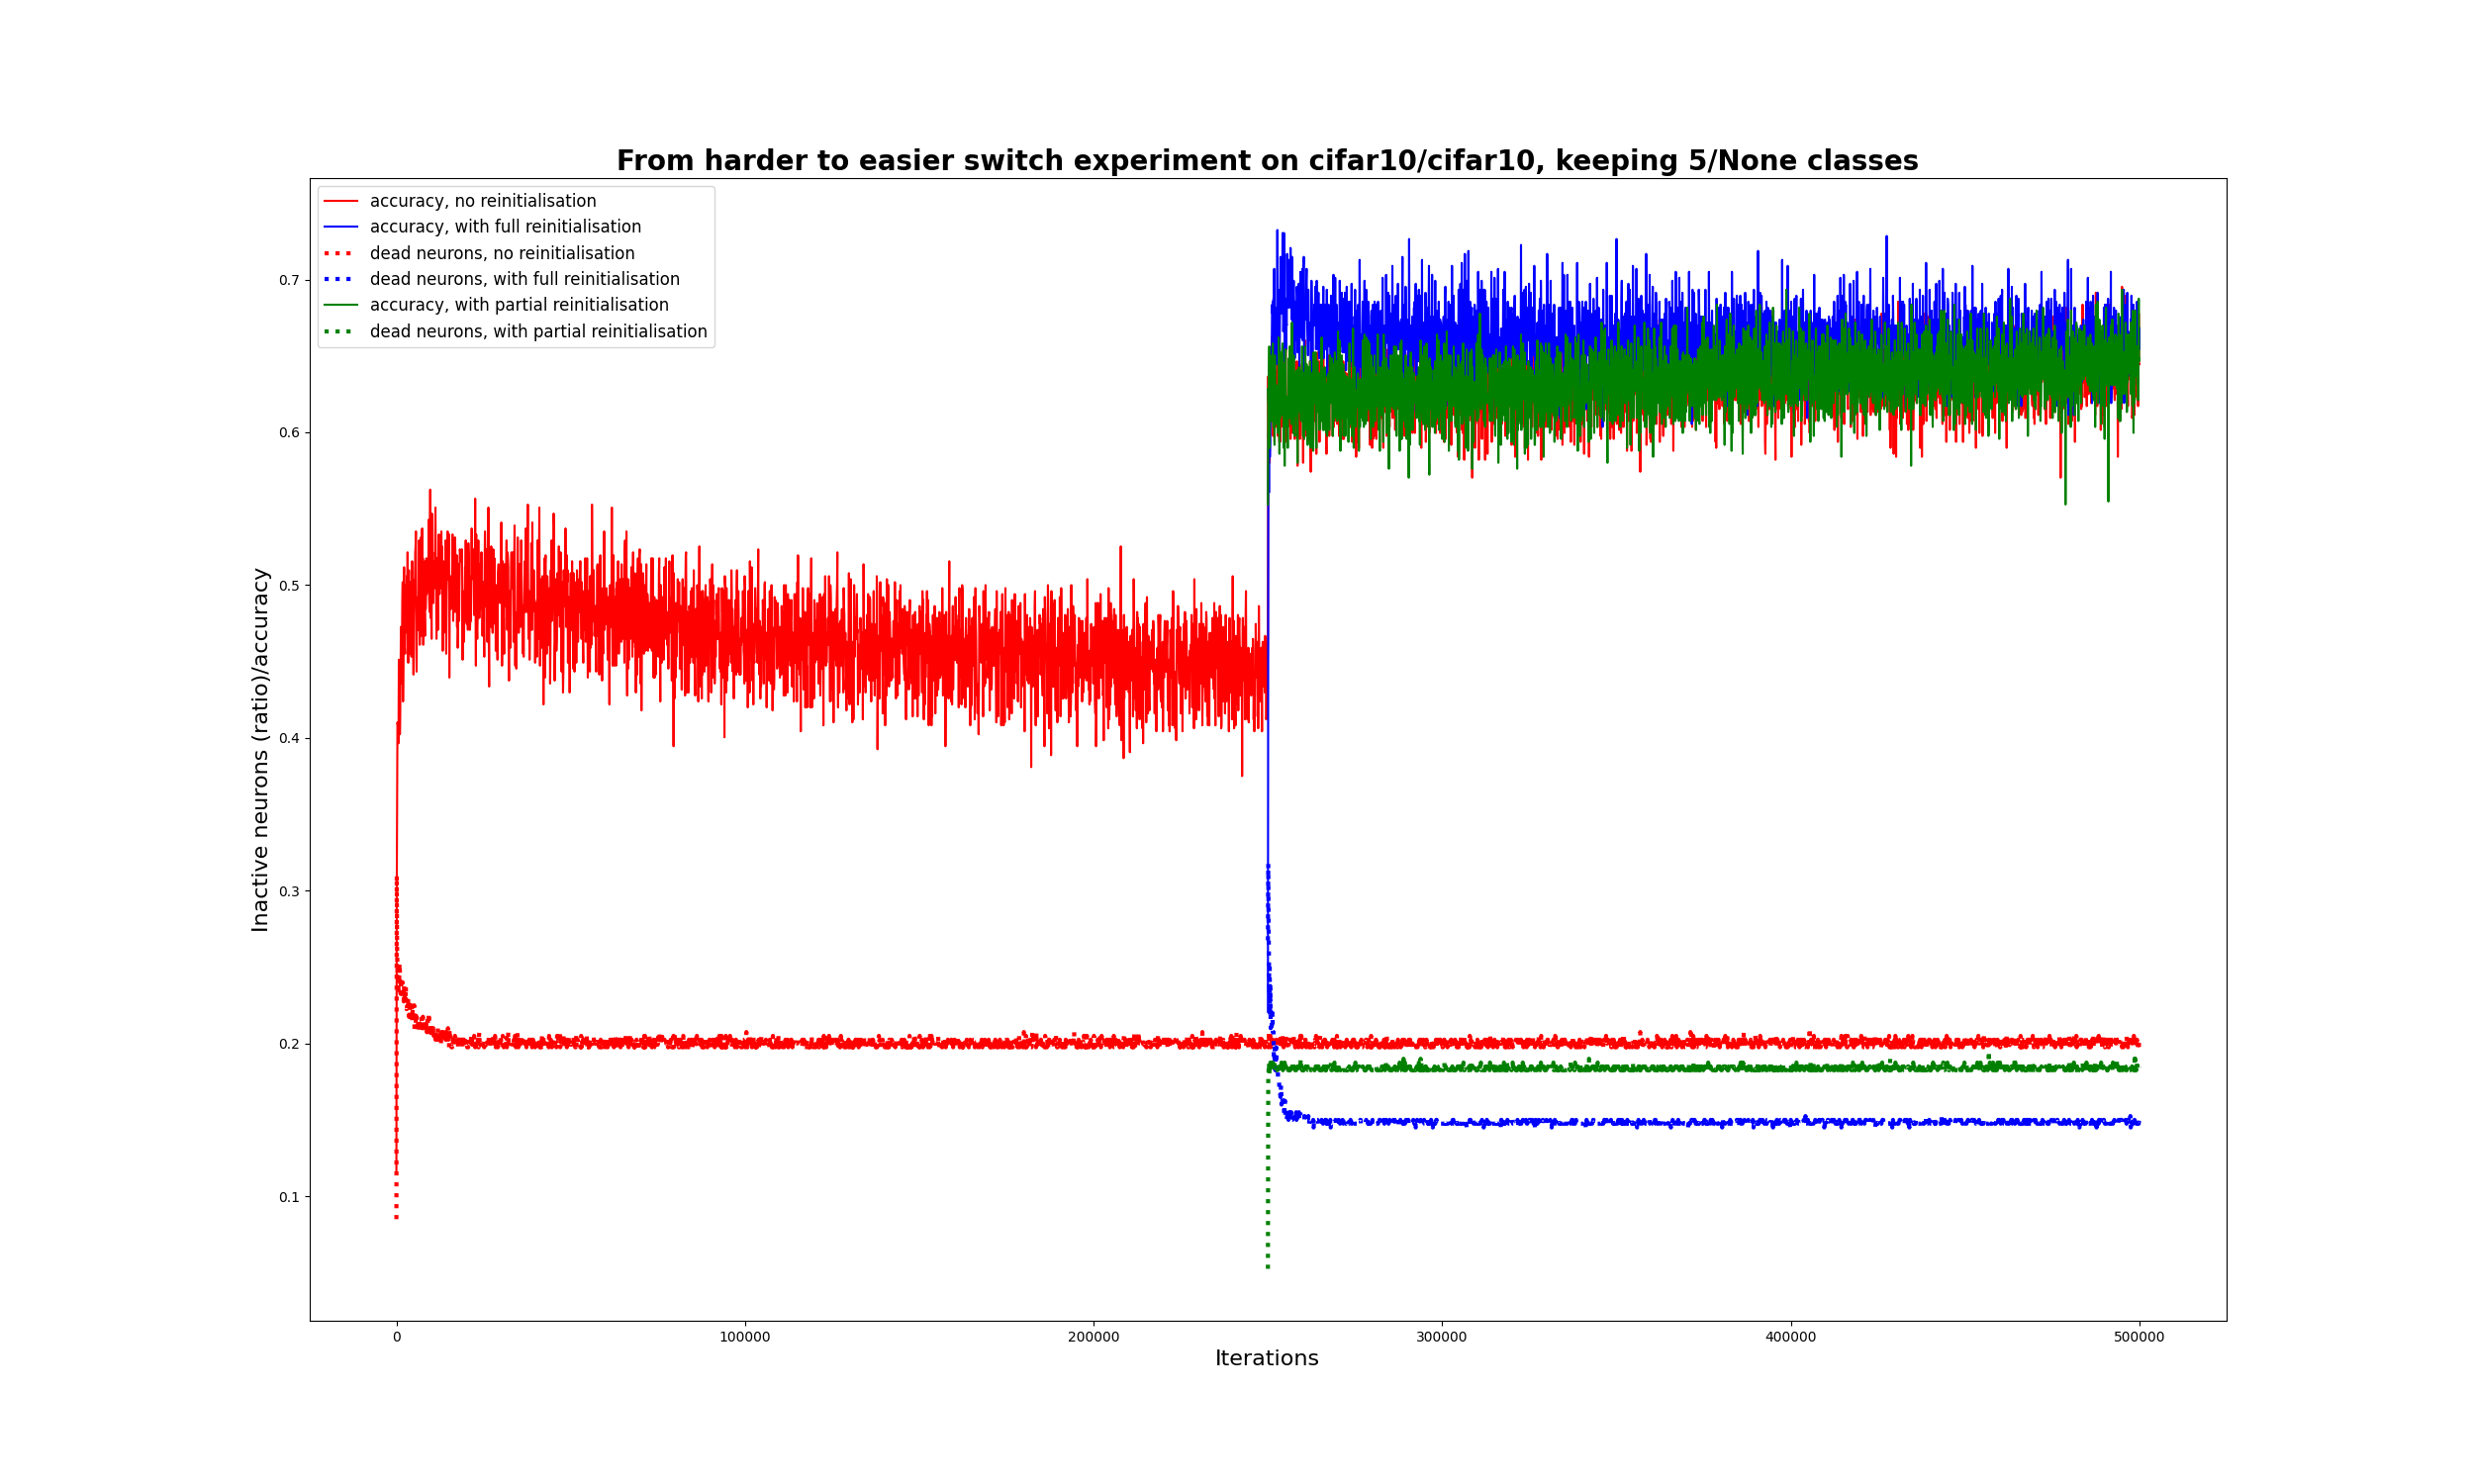 From harder to easier switch experiment on cifar10/cifar10, keeping 5/None classes
accuracy, no reinitialisation
accuracy, with full reinitialisation
dead neurons, no reinitialisation
dead neurons, with full reinitialisation
accuracy, with partial reinitialisation
dead neurons, with partial reinitialisation
Inactive neurons (ratio)/accuracy
0.7
0.6
0.5
0.4
0.3
0.2
0.1
0
100000
200000
300000
400000
500000
Iterations